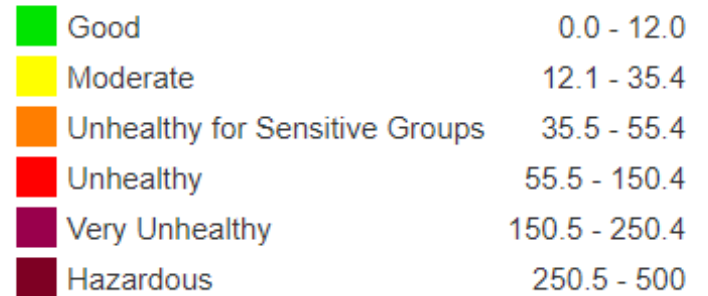 Good 0.0 - 12.0
Moderate 12.1 - 35.4
Unhealthy for Sensitive Groups 35.5 - 55.4
Unhealthy 55.5 - 150.4
Very Unhealthy 150.5 - 250.4
Hazardous 250.5 - 500